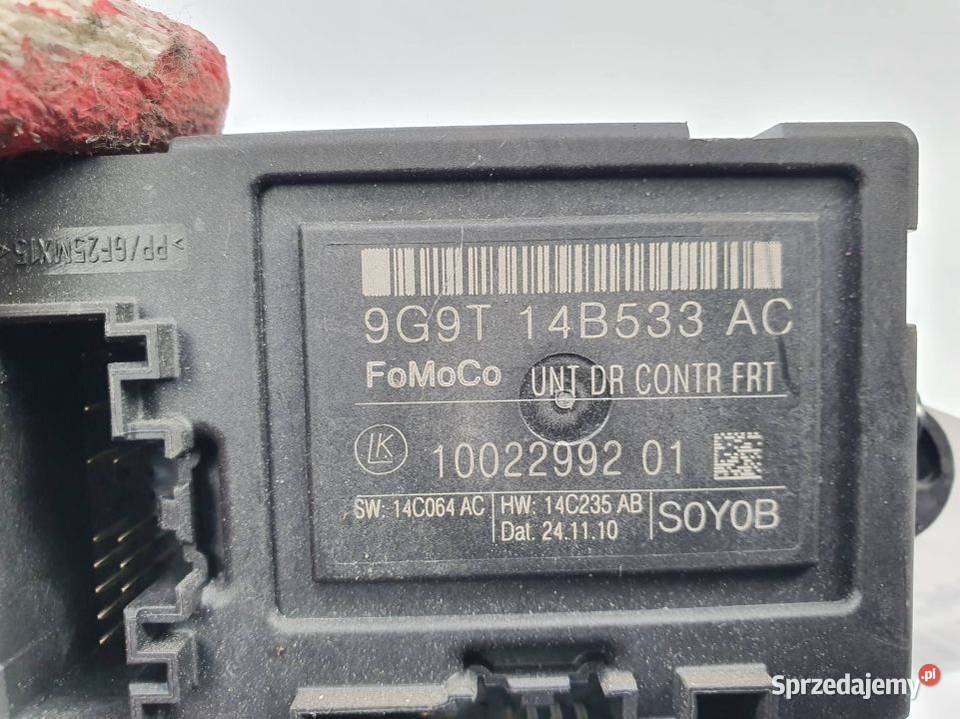 >PP/GF25MX15<
9G9T 14B533 AC
FoMoCo UNT DR CONTR FRT
LK 10022992 01
SW: 14C064 AC HW: 14C235 AB
Dat. 24.11.10 S0Y0B
Sprzedajemy.pl